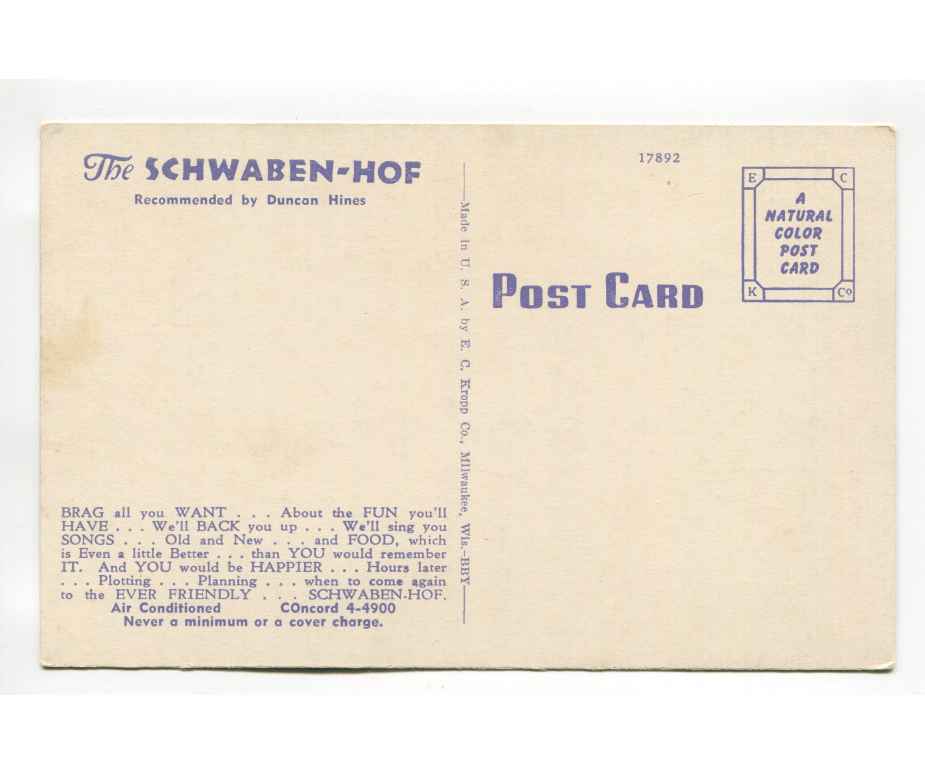 The SCHWABEN-HOF
Recommended by Duncan Hines
BRAG all you WANT . . . About the FUN you'll
HAVE . . . We'll BACK you up . . . We'll sing you
SONGS . . . Old and New . . . and FOOD, which
is Even a little Better . . . than YOU would remember
IT. And YOU would be HAPPIER . . . Hours later
. . . Plotting . . . Planning . . . when to come again
to the EVER FRIENDLY . . . SCHWABEN-HOF.
Air Conditioned COncord 4-4900
Never a minimum or a cover charge.
Made in U. S. A. by E. C. Kropp Co., Milwaukee, Wis.-BBY
17892
POST CARD
E C
A
NATURAL
COLOR
POST
CARD
K Co